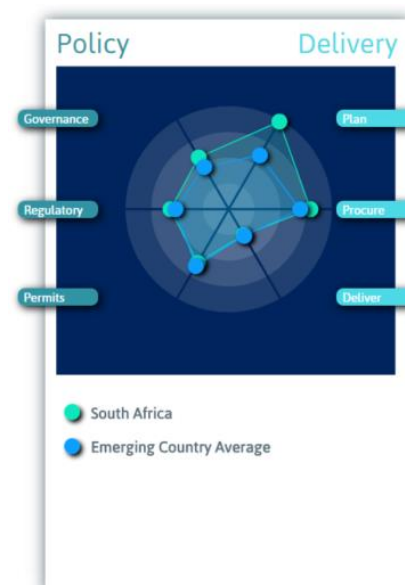 Policy Delivery
Governance Plan
Regulatory Procure
Permits Deliver
South Africa
Emerging Country Average